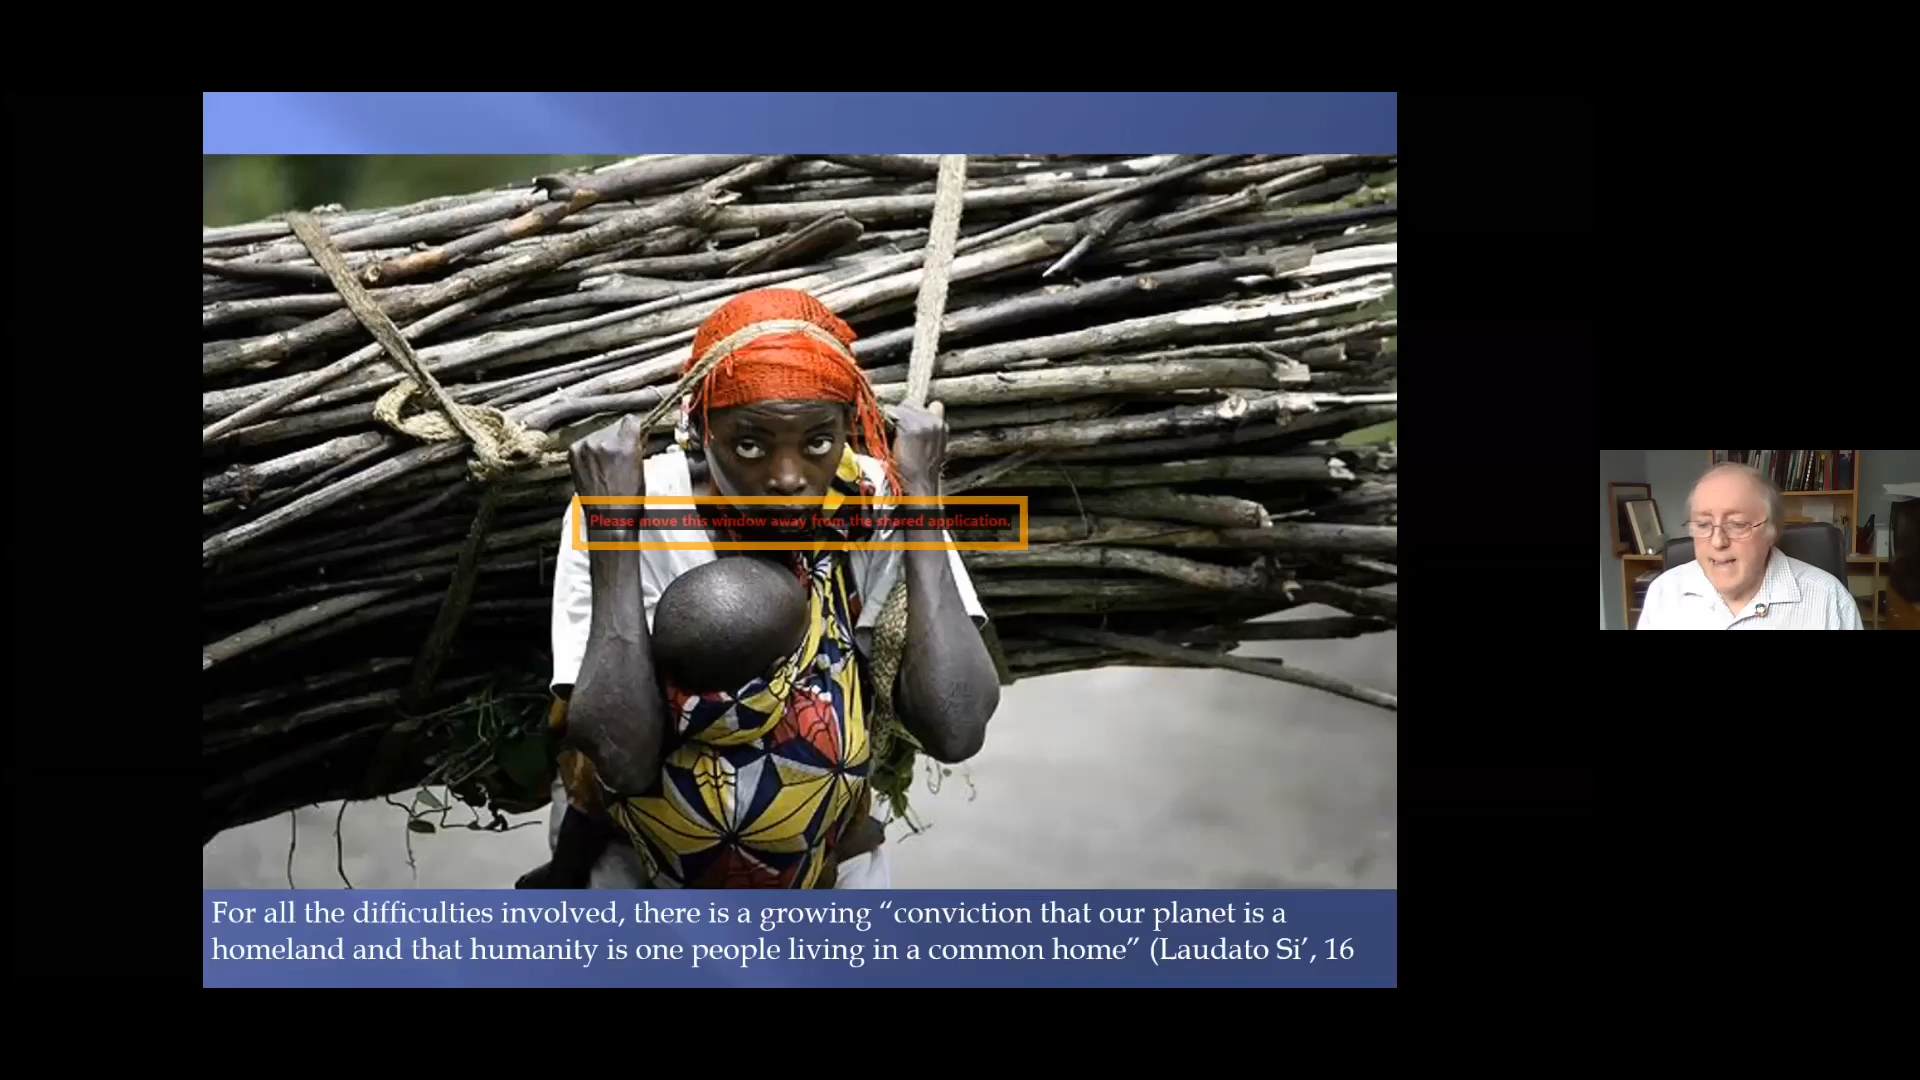 Please move this window away from the shared application.
For all the difficulties involved, there is a growing “conviction that our planet is a
homeland and that humanity is one people living in a common home” (Laudato Si’, 16